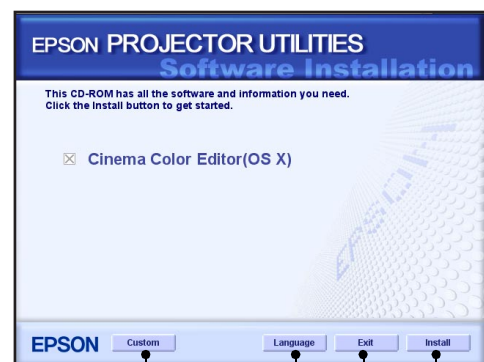 EPSON PROJECTOR UTILITIES
Software Installation
This CD-ROM has all the software and information you need.
Click the Install button to get started.
Cinema Color Editor(OS X)
EPSON
EPSON Custom Language Exit Install